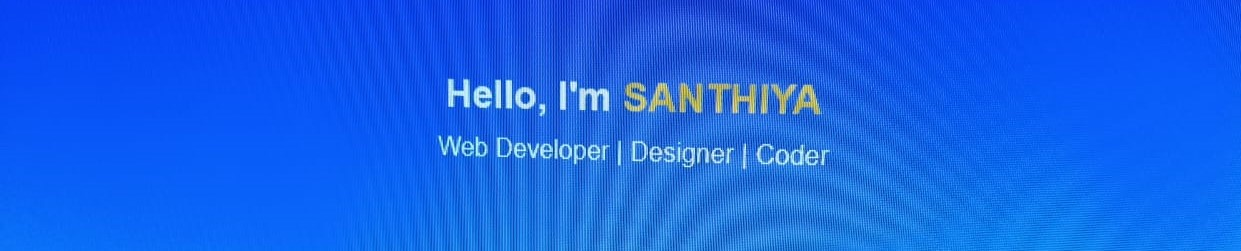 Hello, I'm SANTHIYA
Web Developer | Designer | Coder